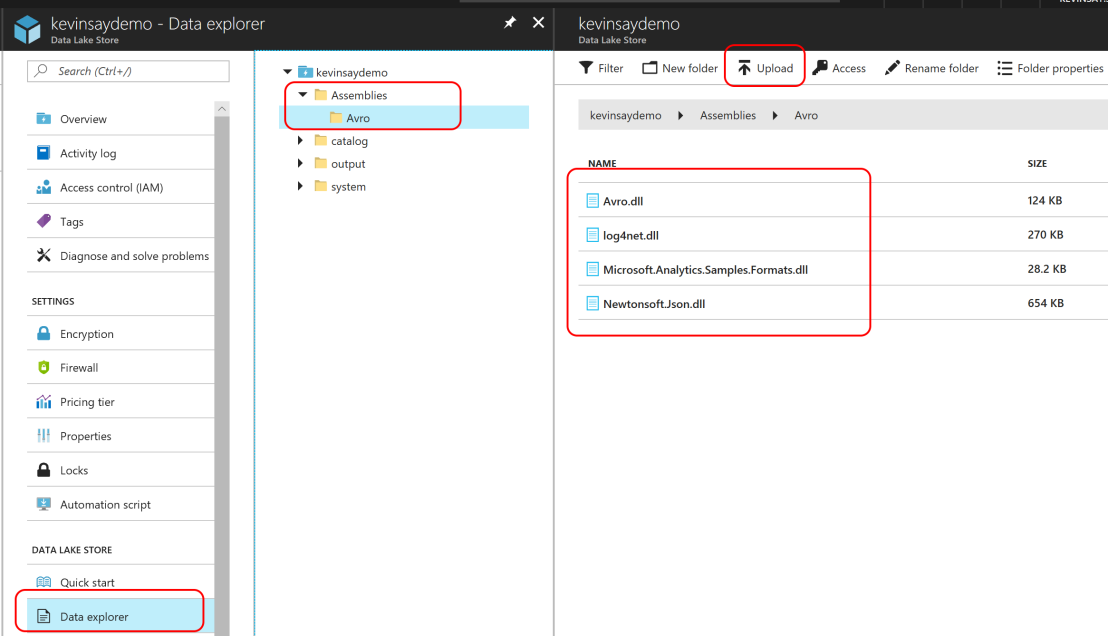 kevinsaydemo - Data explorer
Data Lake Store
Search (Ctrl+/)
Overview
Activity log
Access control (IAM)
Tags
Diagnose and solve problems
SETTINGS
Encryption
Firewall
Pricing tier
Properties
Locks
Automation script
DATA LAKE STORE
Quick start
Data explorer
kevinsaydemo
Assemblies
Avro
catalog
output
system
kevinsaydemo
Data Lake Store
Filter New folder Upload Access Rename folder Folder properties
kevinsaydemo Assemblies Avro
NAME SIZE
Avro.dll 124 KB
log4net.dll 270 KB
Microsoft.Analytics.Samples.Formats.dll 28.2 KB
Newtonsoft.Json.dll 654 KB